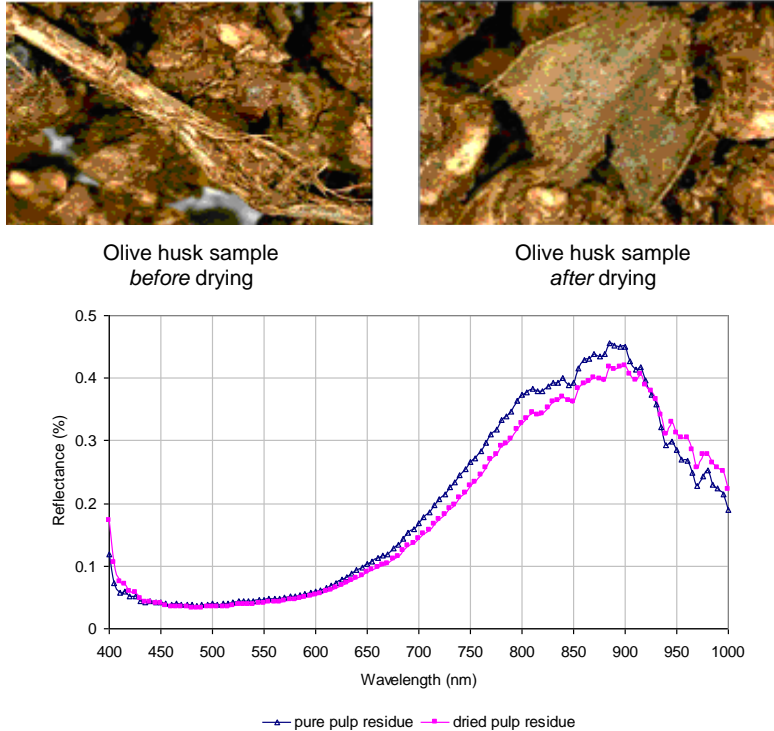 Olive husk sample
before drying
Olive husk sample
after drying
0.5
0.4
0.3
0.2
0.1
0
Reflectance (%)
400 450 500 550 600 650 700 750 800 850 900 950 1000
Wavelength (nm)
pure pulp residue dried pulp residue